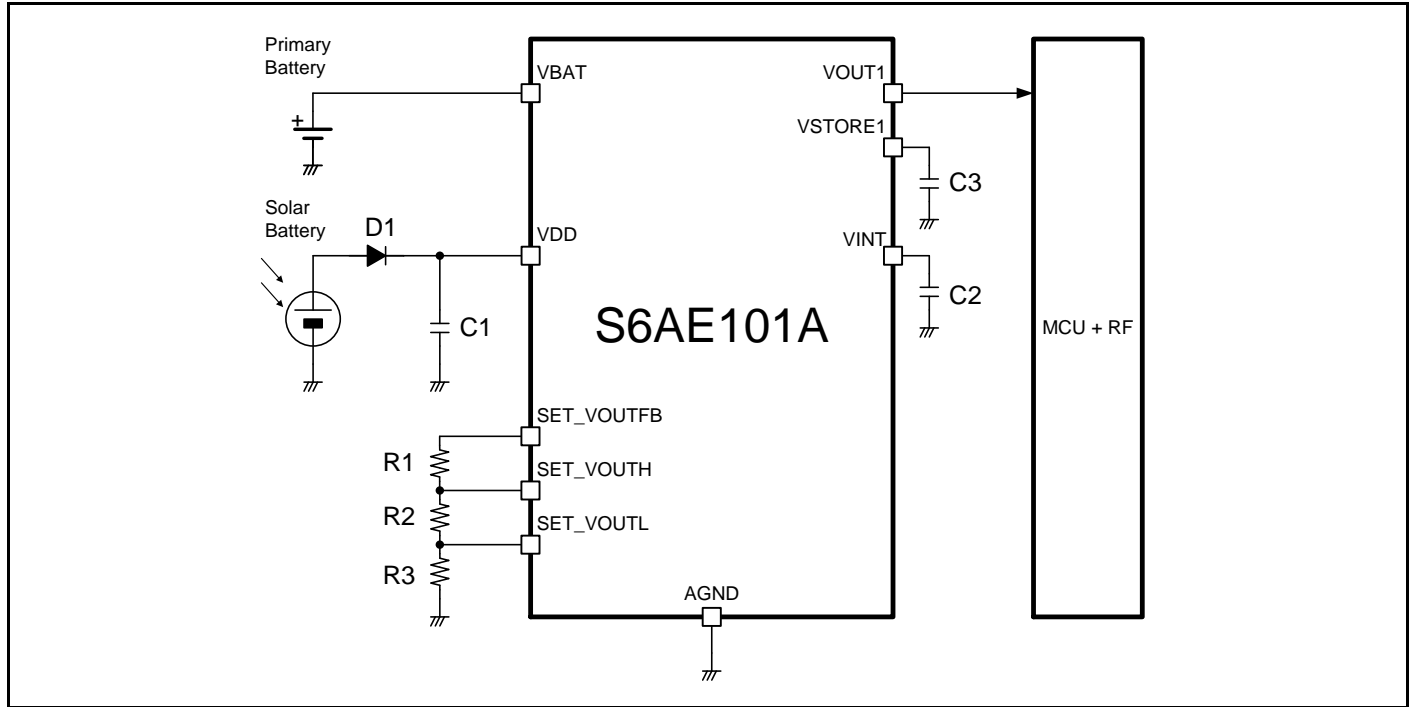 Primary
Battery
VBAT
VOUT1
+
VSTORE1
C3
Solar
Battery
D1
VDD
VINT
C2
C1
S6AE101A
MCU + RF
SET_VOUTFB
R1
SET_VOUTH
R2
SET_VOUTL
R3
AGND